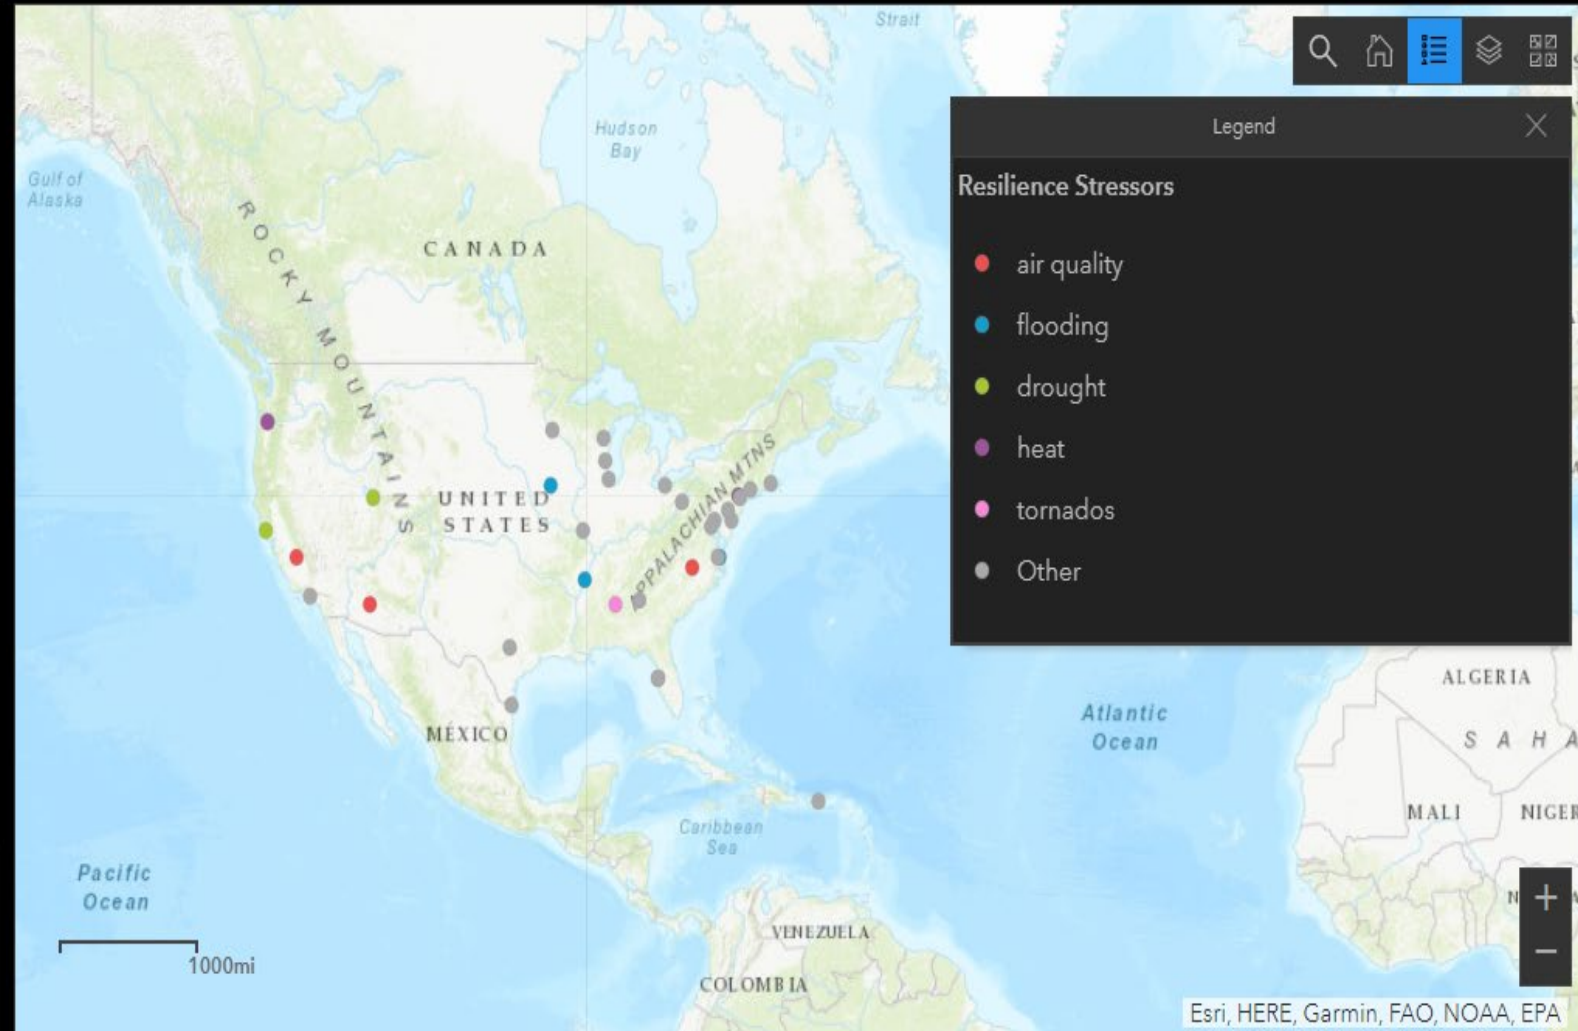 Strait
Hudson
Bay
Gulf of
Alaska
ROCKY MOUNTAINS
CANADA
UNITED
STATES
APPALACHIAN MTNS
MÉXICO
Atlantic
Ocean
Caribbean
Sea
Pacific
Ocean
VENEZUELA
COLOMBIA
ALGERIA
S A H A
MALI
NIGER
1000mi
Legend
Resilience Stressors
air quality
flooding
drought
heat
tornados
Other
+
−
Esri, HERE, Garmin, FAO, NOAA, EPA